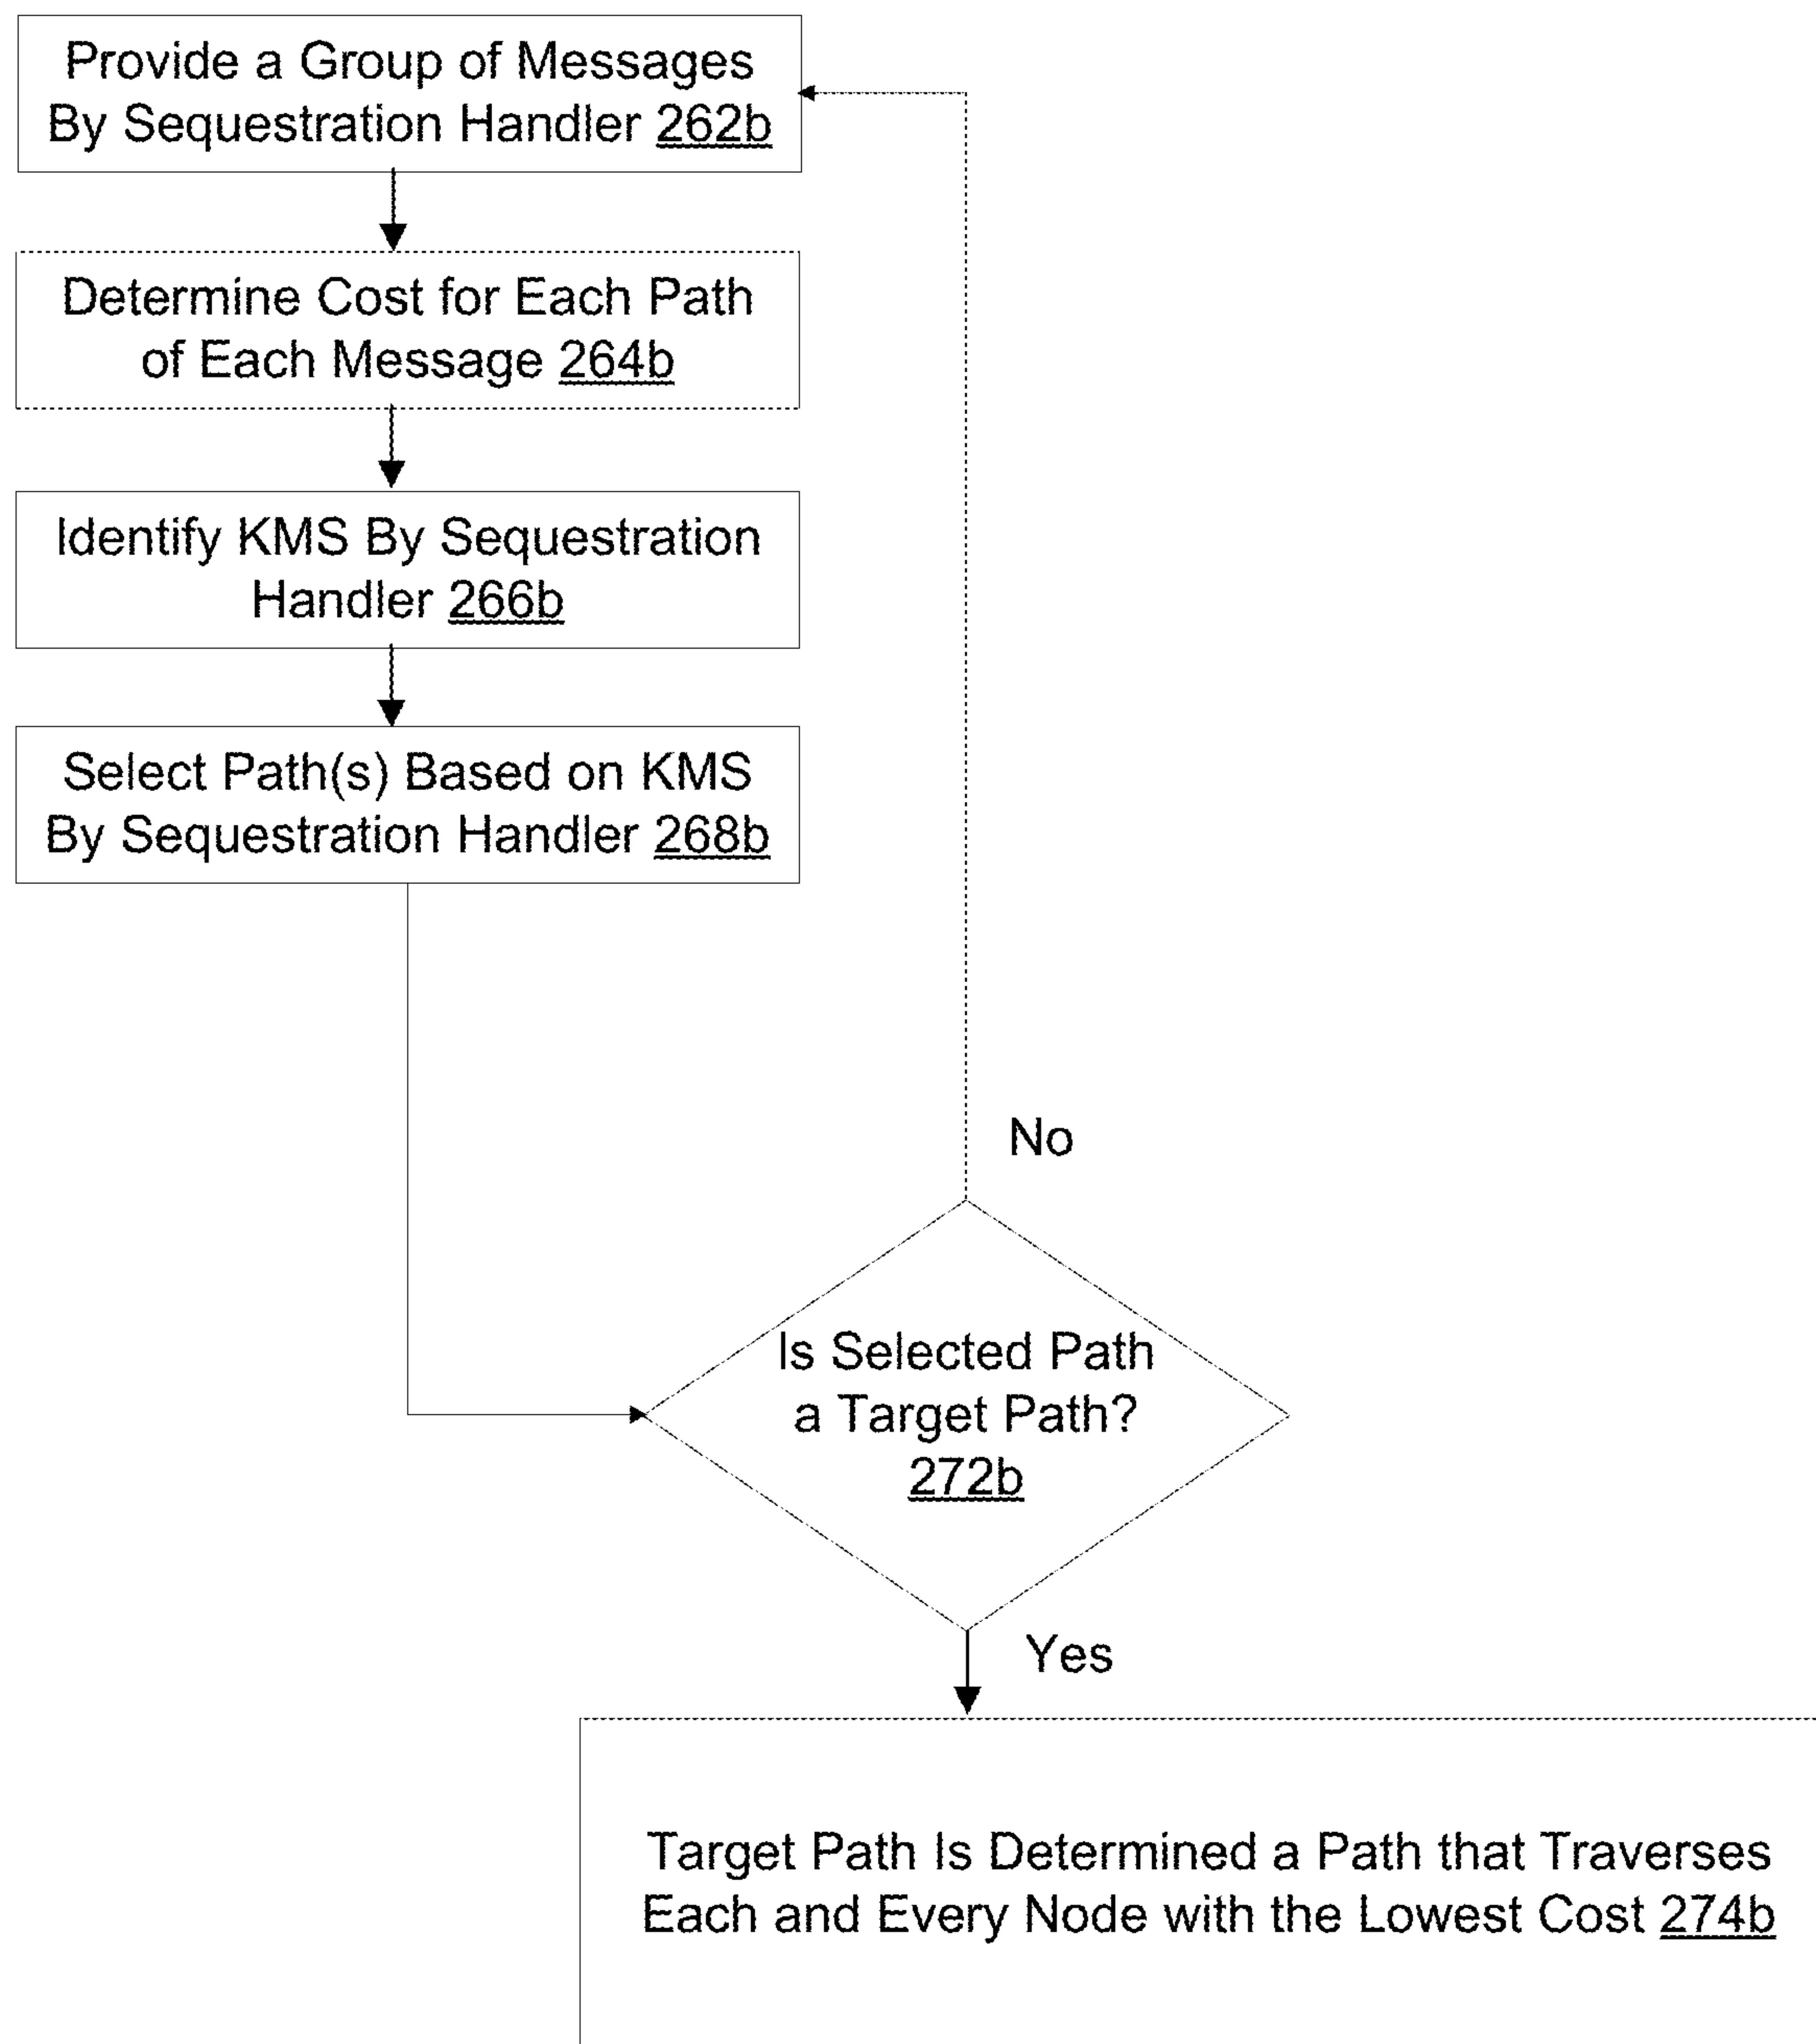 Provide a Group of Messages
By Sequestration Handler 262b
Determine Cost for Each Path
of Each Message 264b
Identify KMS By Sequestration
Handler 266b
Select Path(s) Based on KMS
By Sequestration Handler 268b
No
Is Selected Path
a Target Path?
272b
Yes
Target Path Is Determined a Path that Traverses
Each and Every Node with the Lowest Cost 274b